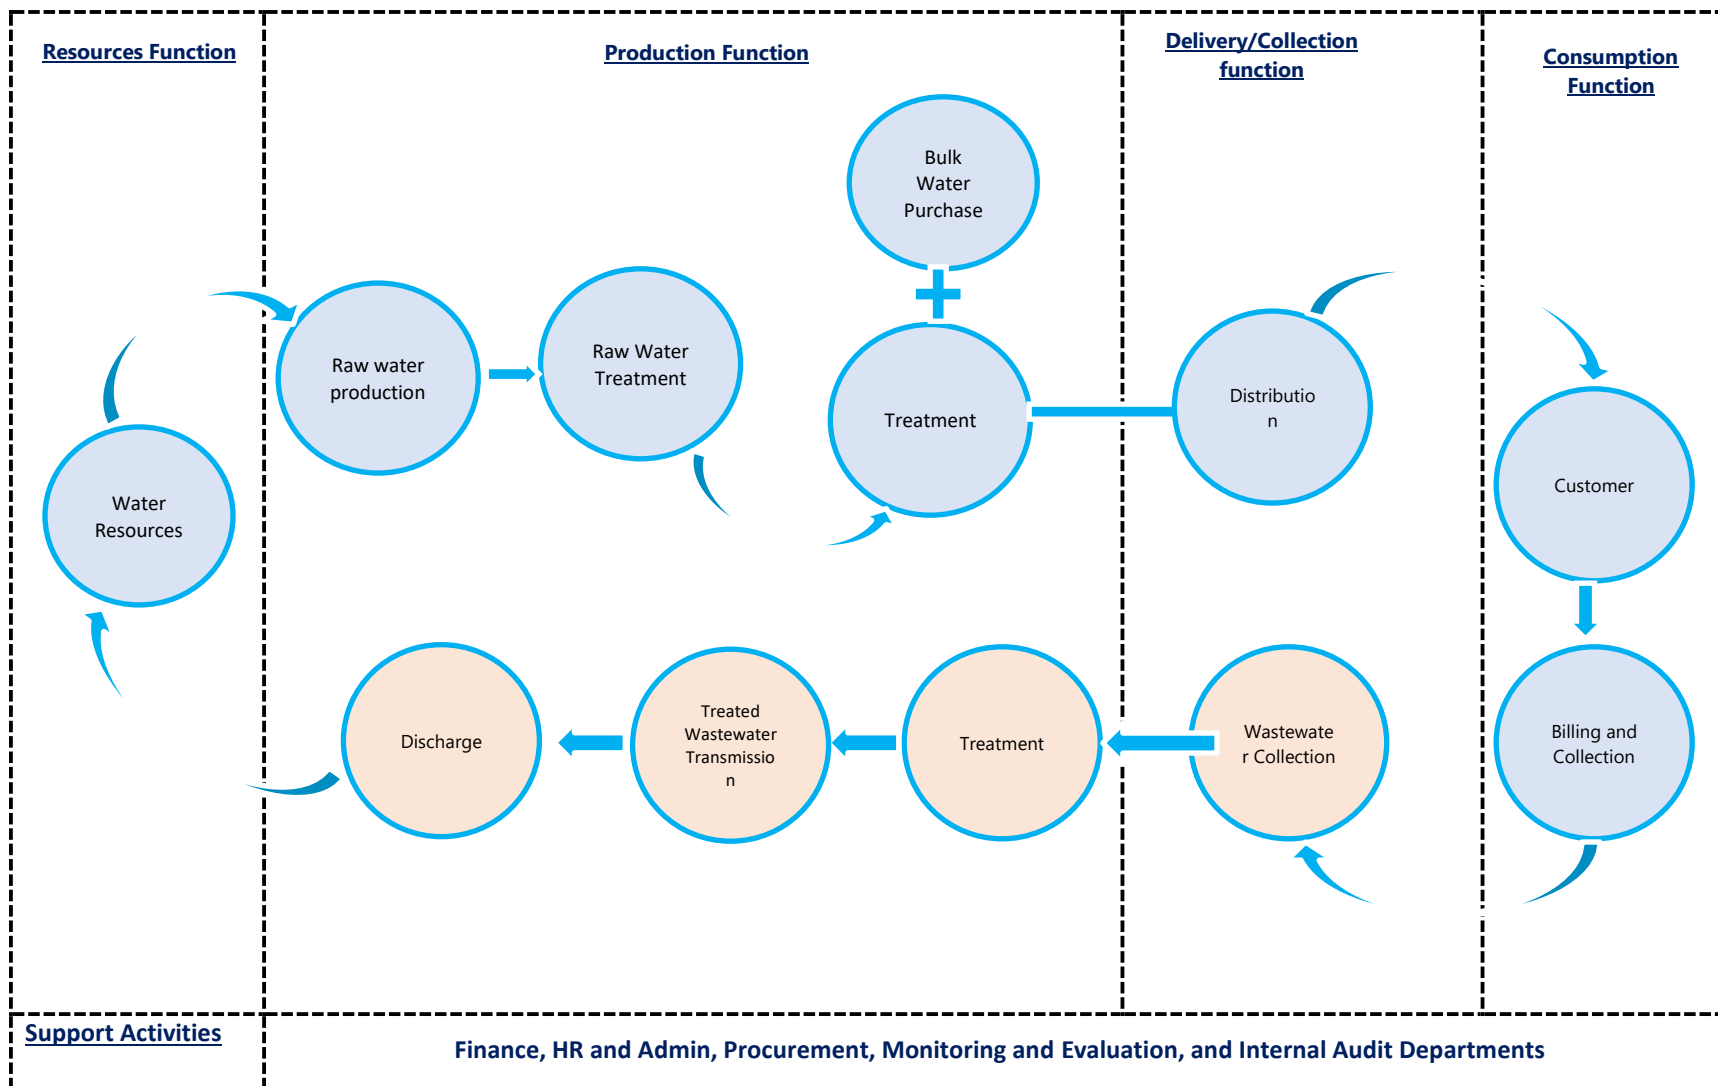 Resources Function
Production Function
Delivery/Collection
function
Consumption
Function
Bulk
Water
Purchase
Raw water
production
Raw Water
Treatment
Treatment
Distributio
n
Customer
Water
Resources
Discharge
Treated
Wastewater
Transmissio
n
Treatment
Wastewate
r Collection
Billing and
Collection
Support Activities
Finance, HR and Admin, Procurement, Monitoring and Evaluation, and Internal Audit Departments